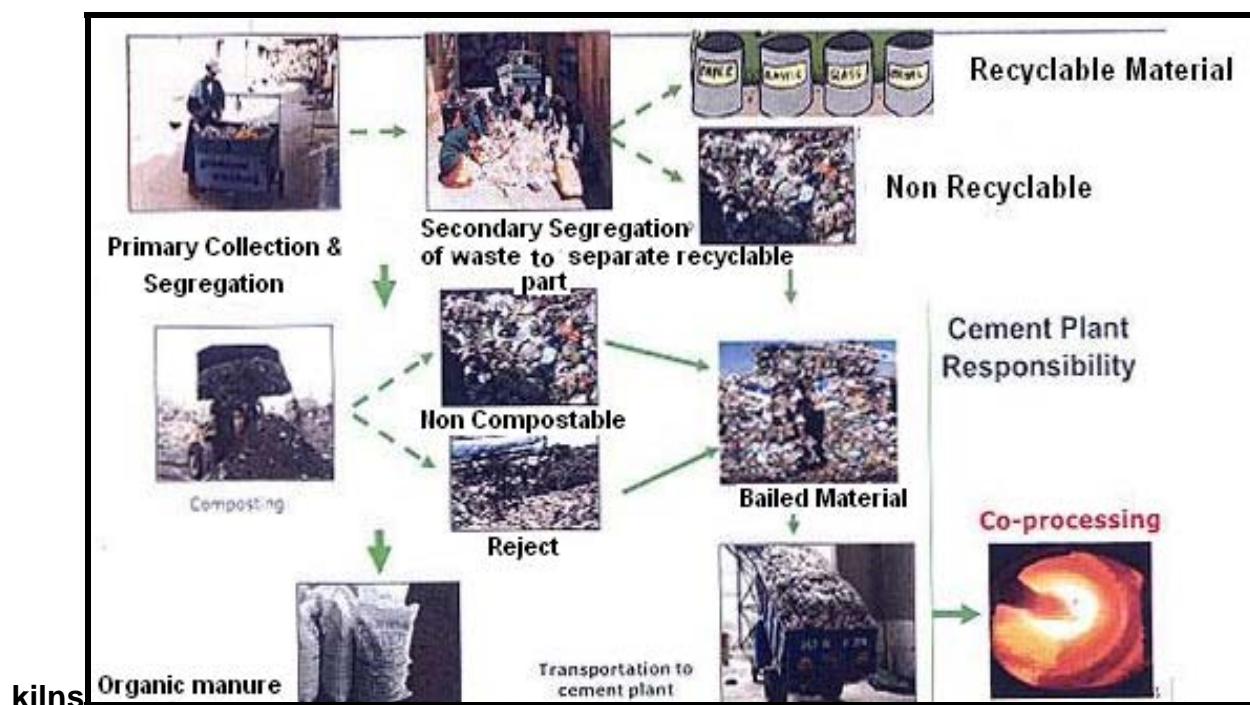 PAPER
PLASTIC
GLASS
Recyclable Material
Non Recyclable
Primary Collection &
Segregation
Secondary Segregation
of waste to separate recyclable
part
Cement Plant
Responsibility
Composting
Non Compostable
Reject
Bailed Material
Co-processing
Organic manure
Transportation to
cement plant
kilns